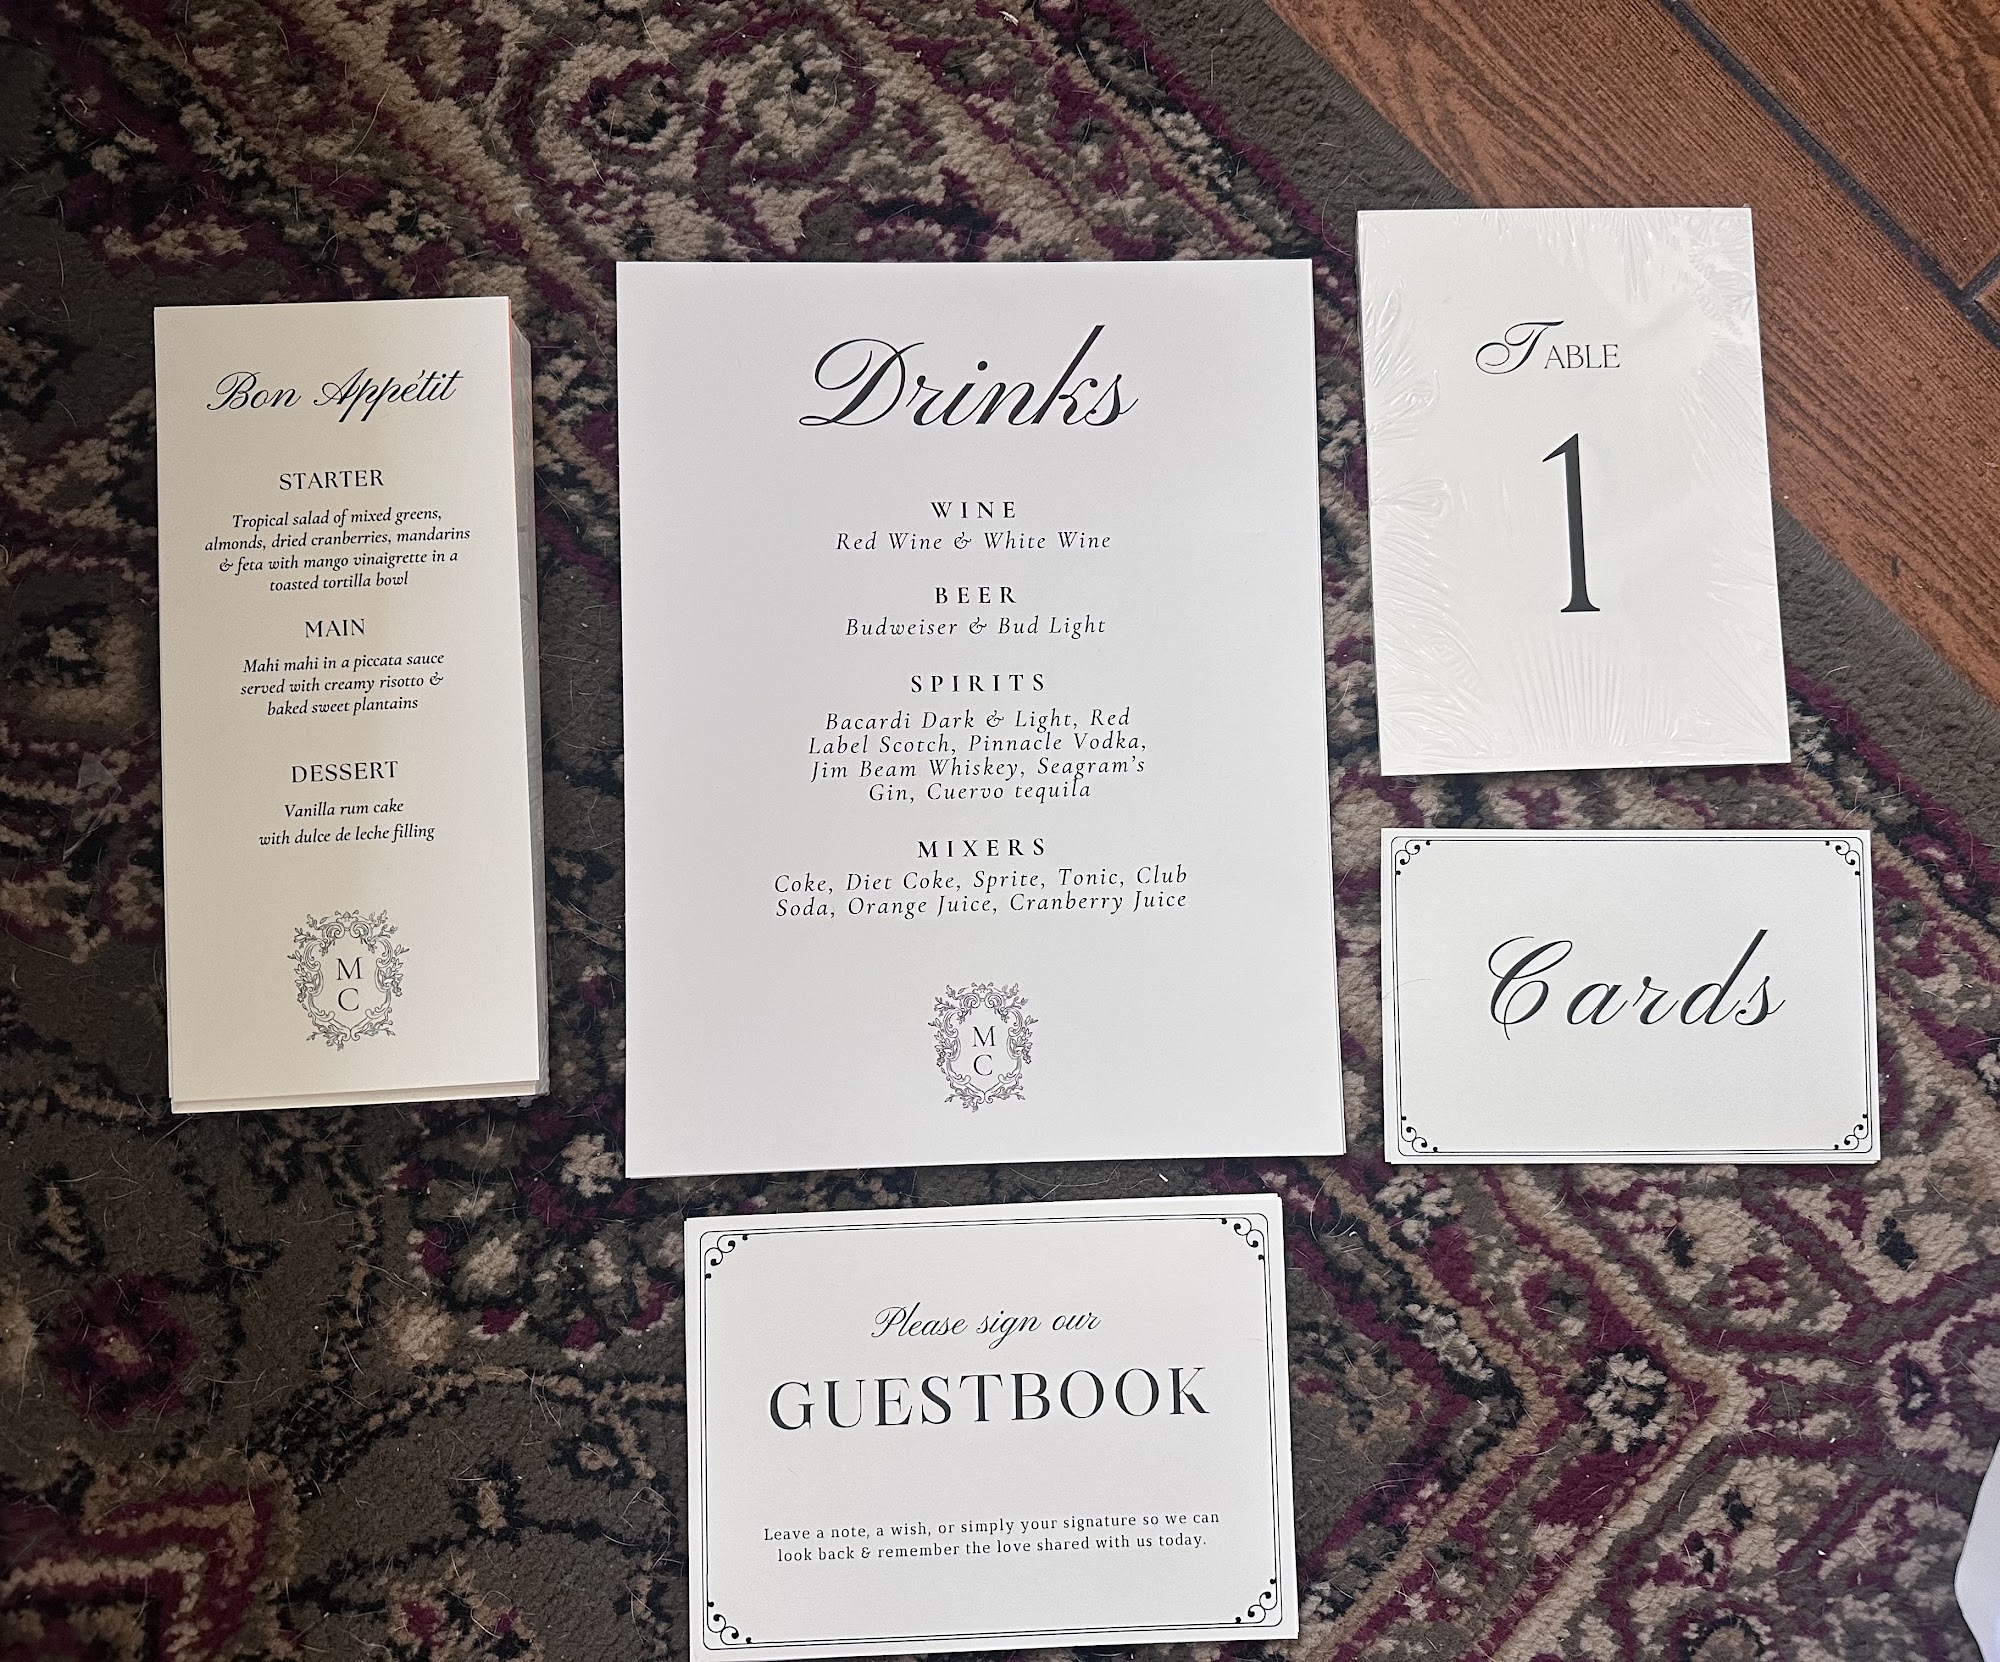 Bon Appétit
STARTER
Tropical salad of mixed greens,
almonds, dried cranberries, mandarins
& feta with mango vinaigrette in a
toasted tortilla bowl
MAIN
Mahi mahi in a piccata sauce
served with creamy risotto &
baked sweet plantains
DESSERT
Vanilla rum cake
with dulce de leche filling
M
C
Drinks
WINE
Red Wine & White Wine
BEER
Budweiser & Bud Light
SPIRITS
Bacardi Dark & Light, Red
Label Scotch, Pinnacle Vodka,
Jim Beam Whiskey, Seagram's
Gin, Cuervo tequila
MIXERS
Coke, Diet Coke, Sprite, Tonic, Club
Soda, Orange Juice, Cranberry Juice
M
C
TABLE
1
Cards
Please sign our
GUESTBOOK
Leave a note, a wish, or simply your signature so we can
look back & remember the love shared with us today.